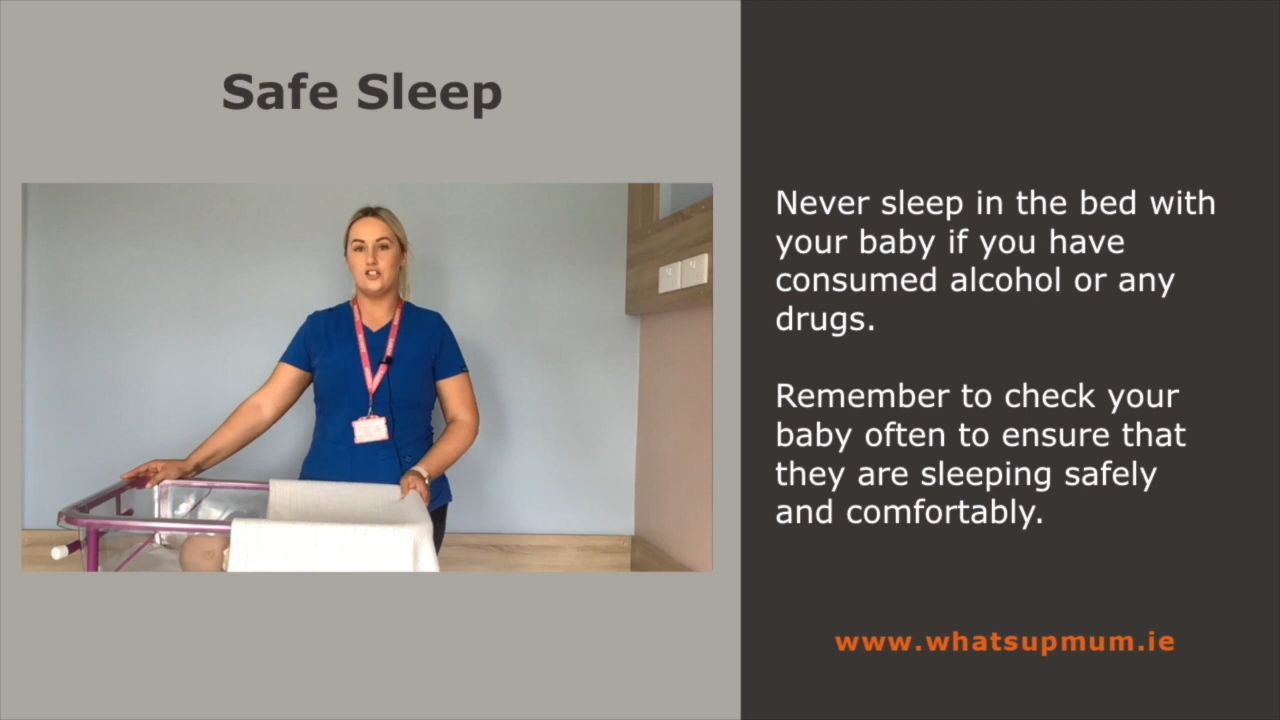 Safe Sleep
Never sleep in the bed with
your baby if you have
consumed alcohol or any
drugs.
Remember to check your
baby often to ensure that
they are sleeping safely
and comfortably.
www.whatsupmum.ie